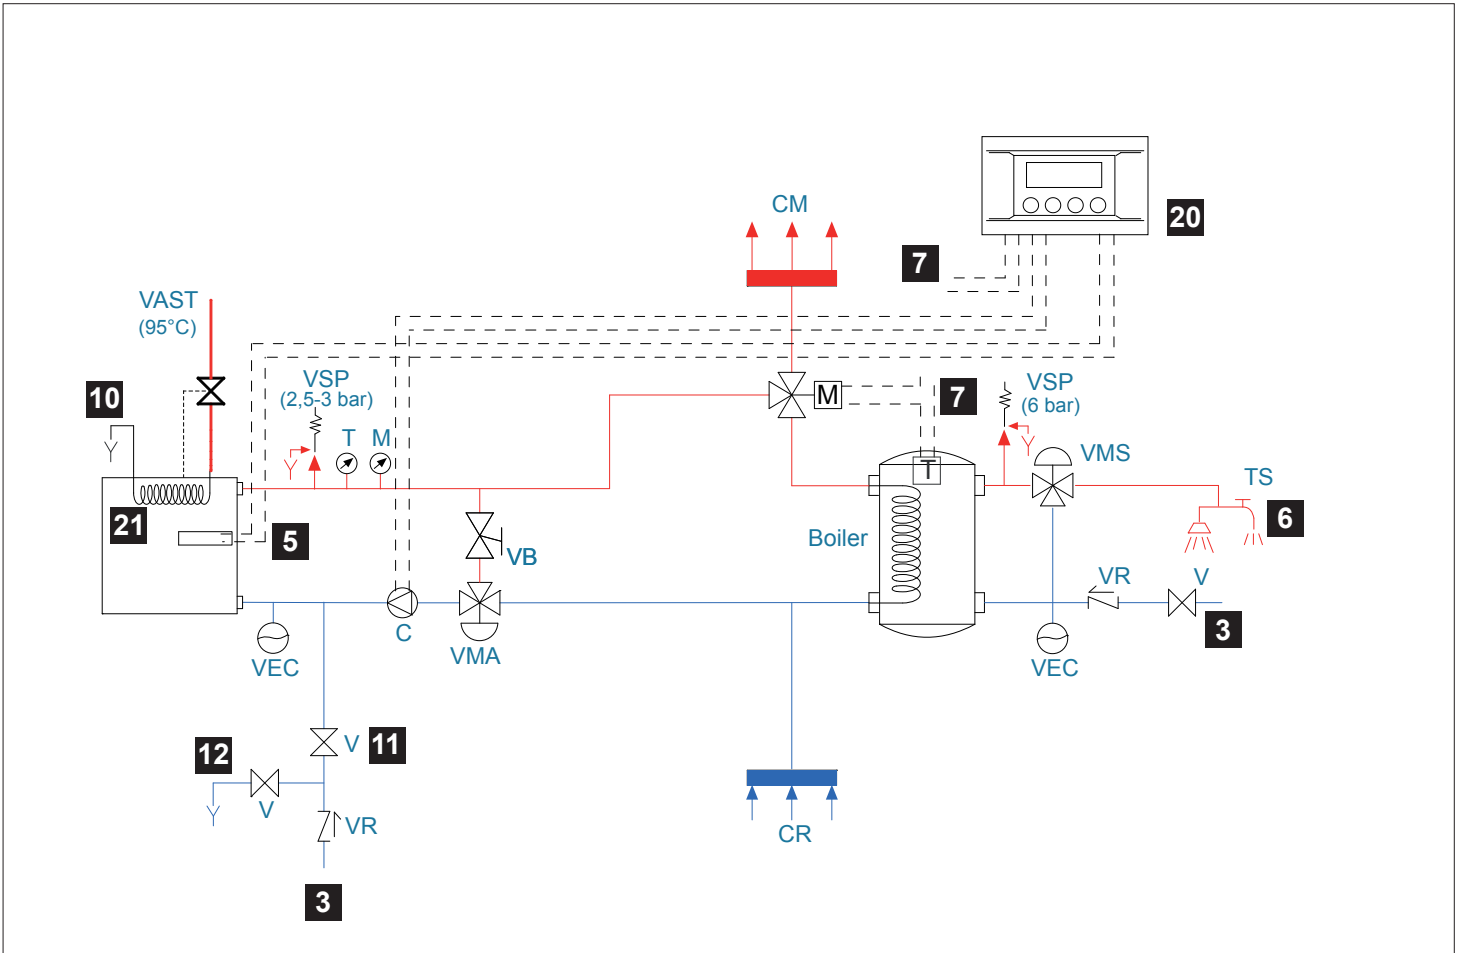 CM
20
7
VAST
(95°C)
10
VSP
(2,5-3 bar)
T
M
M
7
VSP
(6 bar)
VMS
TS
6
21
5
T
Boiler
VB
VR
V
3
C
VEC
VMA
VEC
V
11
12
V
VR
CR
3